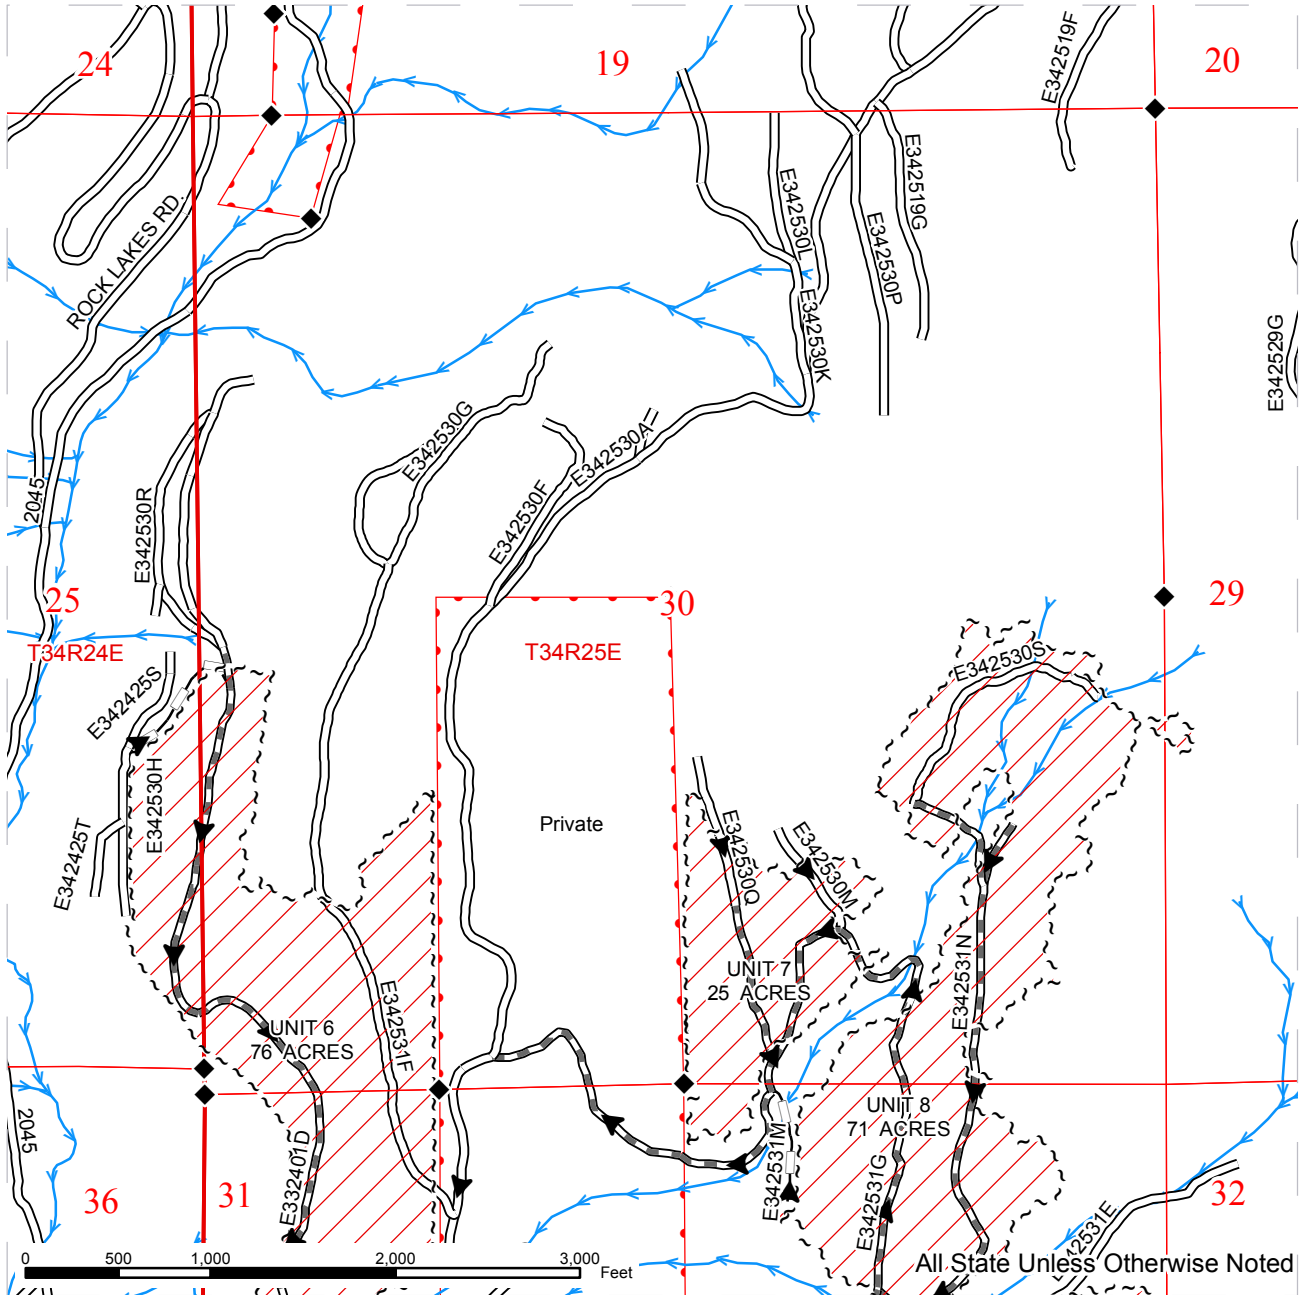 24
19
20
E342519F
E342519G
E342530L
E342530P
ROCK LAKES RD.
E342530K
E342529G
E342530G
E342530A
E342530F
2045
E342530R
25
30
29
T34R24E
T34R25E
E342530S
E342425S
E342530H
E342425T
Private
E342530Q
E342530M
E342531N
UNIT 7
25 ACRES
E342531F
UNIT 6
76 ACRES
UNIT 8
71 ACRES
2045
E332401D
E342531M
E342531G
36
31
32
42531E
0 500 1,000 2,000 3,000
Feet
All State Unless Otherwise Noted